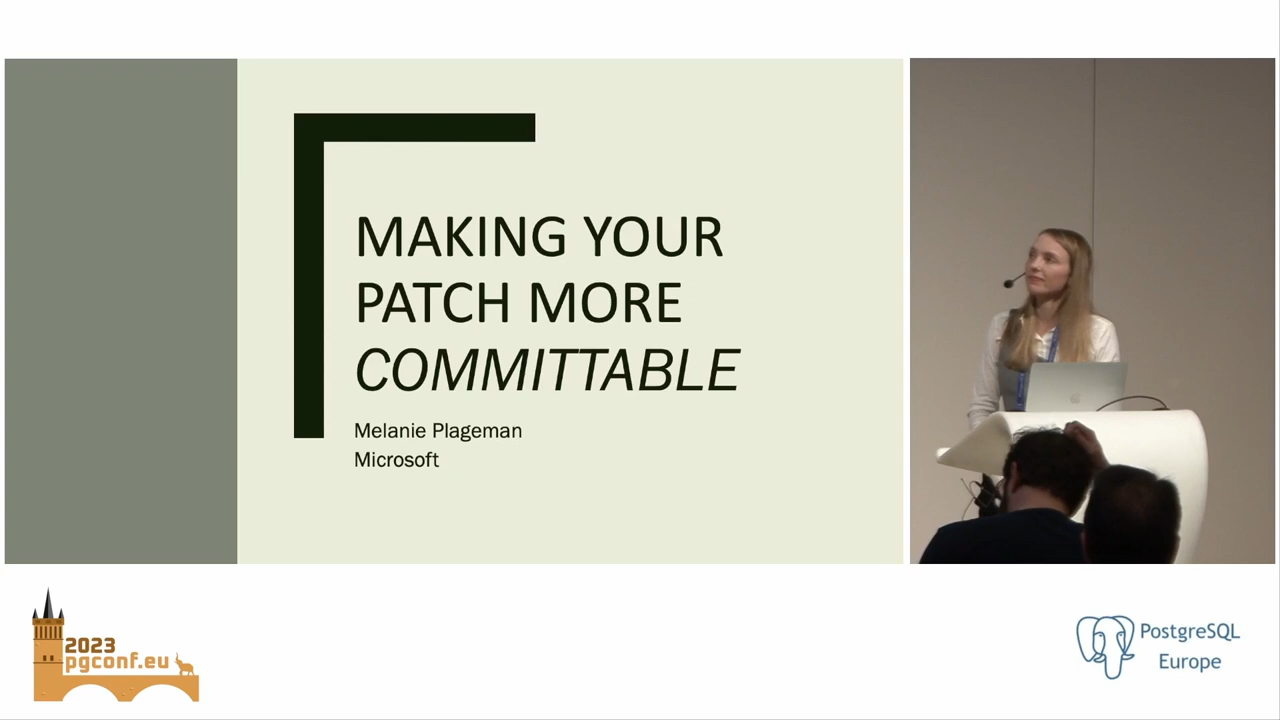 MAKING YOUR
PATCH MORE
COMMITTABLE
Melanie Plageman
Microsoft
2023
pgconf.eu
PostgreSQL
Europe